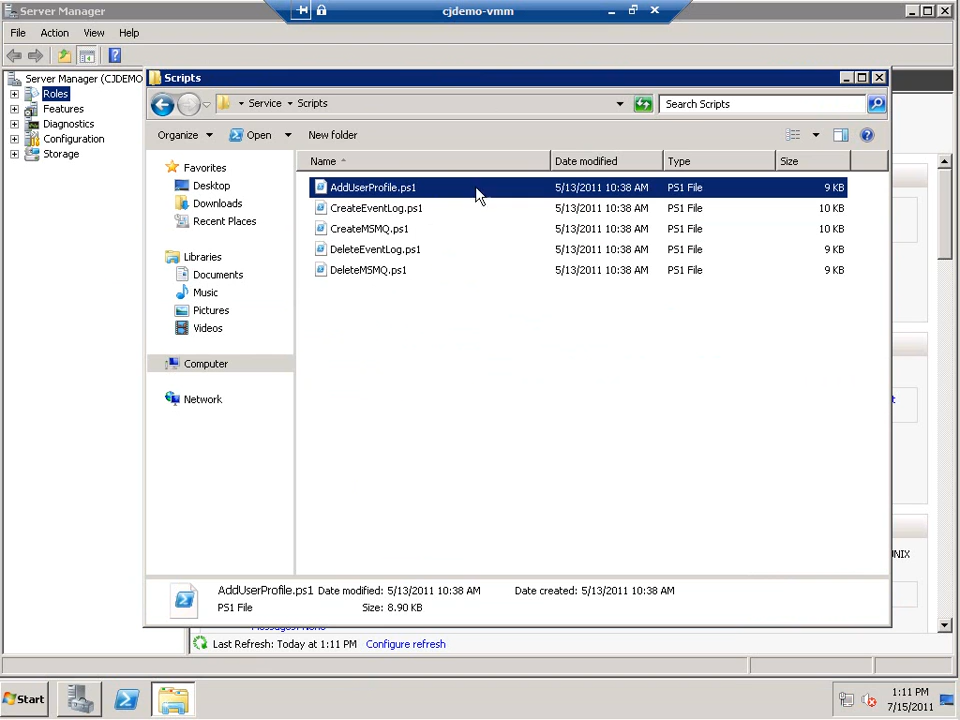 Server Manager
cjdemo-vmm
File Action View Help
Server Manager (CJDEMO
Roles
Features
Diagnostics
Configuration
Storage
Scripts
Service Scripts
Search Scripts
Organize Open New folder
Favorites
Desktop
Downloads
Recent Places
Libraries
Documents
Music
Pictures
Videos
Computer
Network
Name Date modified Type Size
AddUserProfile.ps1 5/13/2011 10:38 AM PS1 File 9 KB
CreateEventLog.ps1 5/13/2011 10:38 AM PS1 File 10 KB
CreateMSMQ.ps1 5/13/2011 10:38 AM PS1 File 10 KB
DeleteEventLog.ps1 5/13/2011 10:38 AM PS1 File 9 KB
DeleteMSMQ.ps1 5/13/2011 10:38 AM PS1 File 9 KB
NIX
AddUserProfile.ps1 Date modified: 5/13/2011 10:38 AM Date created: 5/13/2011 10:38 AM
PS1 File Size: 8.90 KB
Last Refresh: Today at 1:11 PM Configure refresh
Start
1:11 PM
7/15/2011